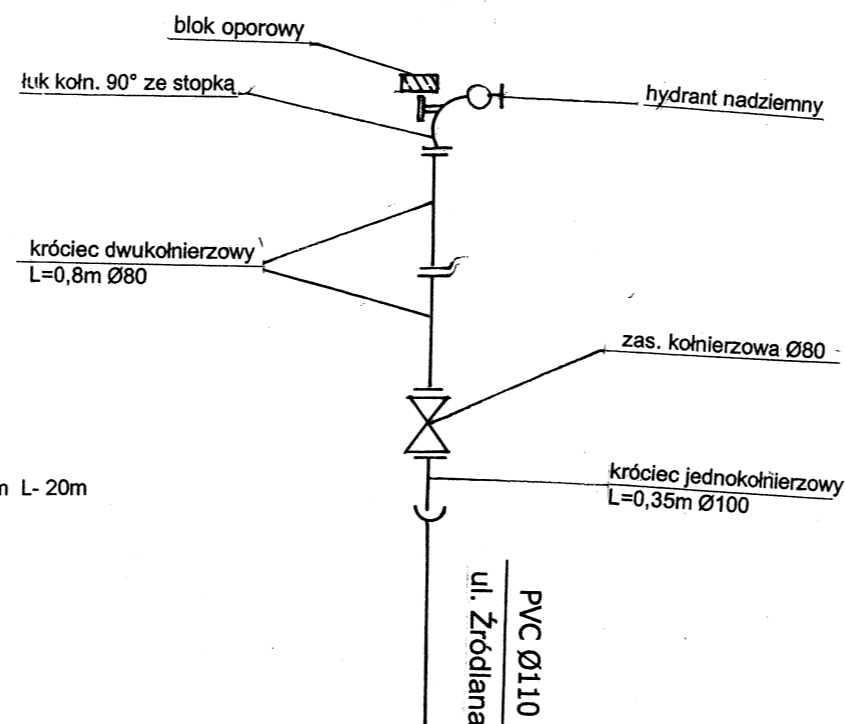 blok oporowy
łuk kołn. 90° ze stopką
hydrant nadziemny
króciec dwukołnierzowy
L=0,8m Ø80
zas. kołnierzowa Ø80
L- 20m
króciec jednokołnierzowy
L=0,35m Ø100
PVC Ø110
ul. Źródlana